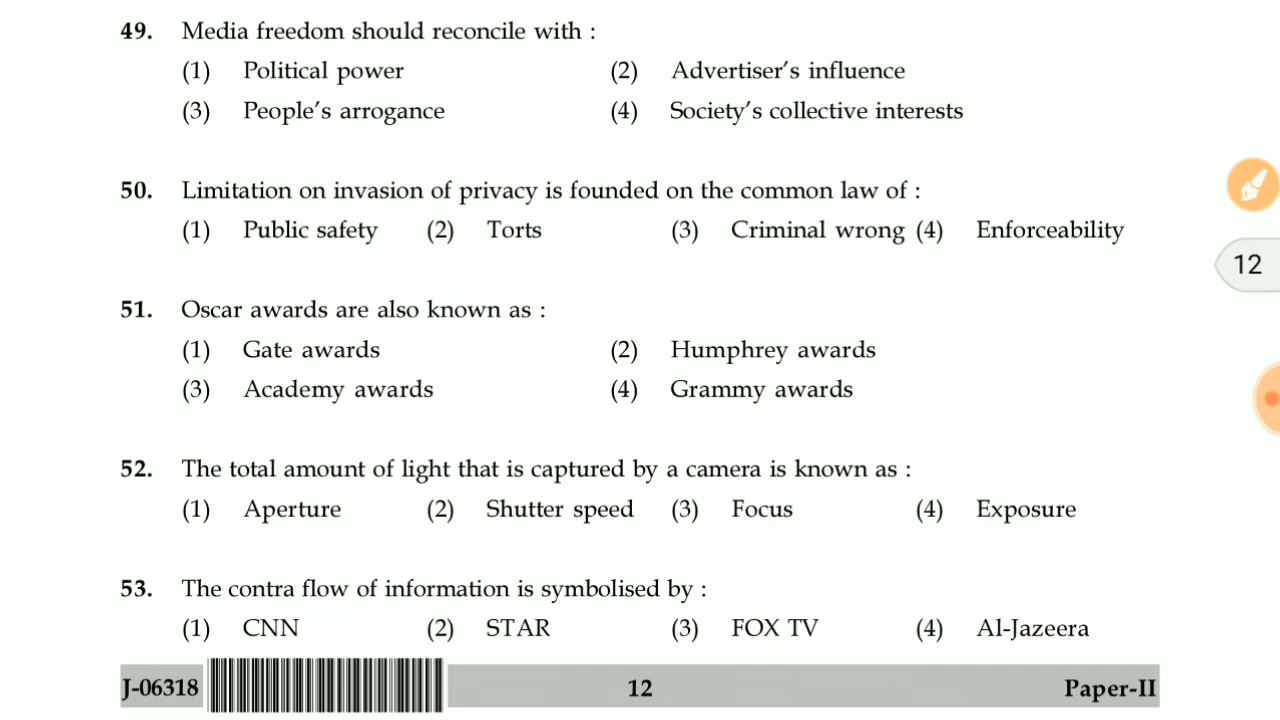 49. Media freedom should reconcile with :
(1) Political power (2) Advertiser's influence
(3) People's arrogance (4) Society's collective interests
50. Limitation on invasion of privacy is founded on the common law of :
(1) Public safety (2) Torts (3) Criminal wrong (4) Enforceability
12
51. Oscar awards are also known as :
(1) Gate awards (2) Humphrey awards
(3) Academy awards (4) Grammy awards
52. The total amount of light that is captured by a camera is known as :
(1) Aperture (2) Shutter speed (3) Focus (4) Exposure
53. The contra flow of information is symbolised by :
(1) CNN (2) STAR (3) FOX TV (4) Al-Jazeera
J-06318 12 Paper-II